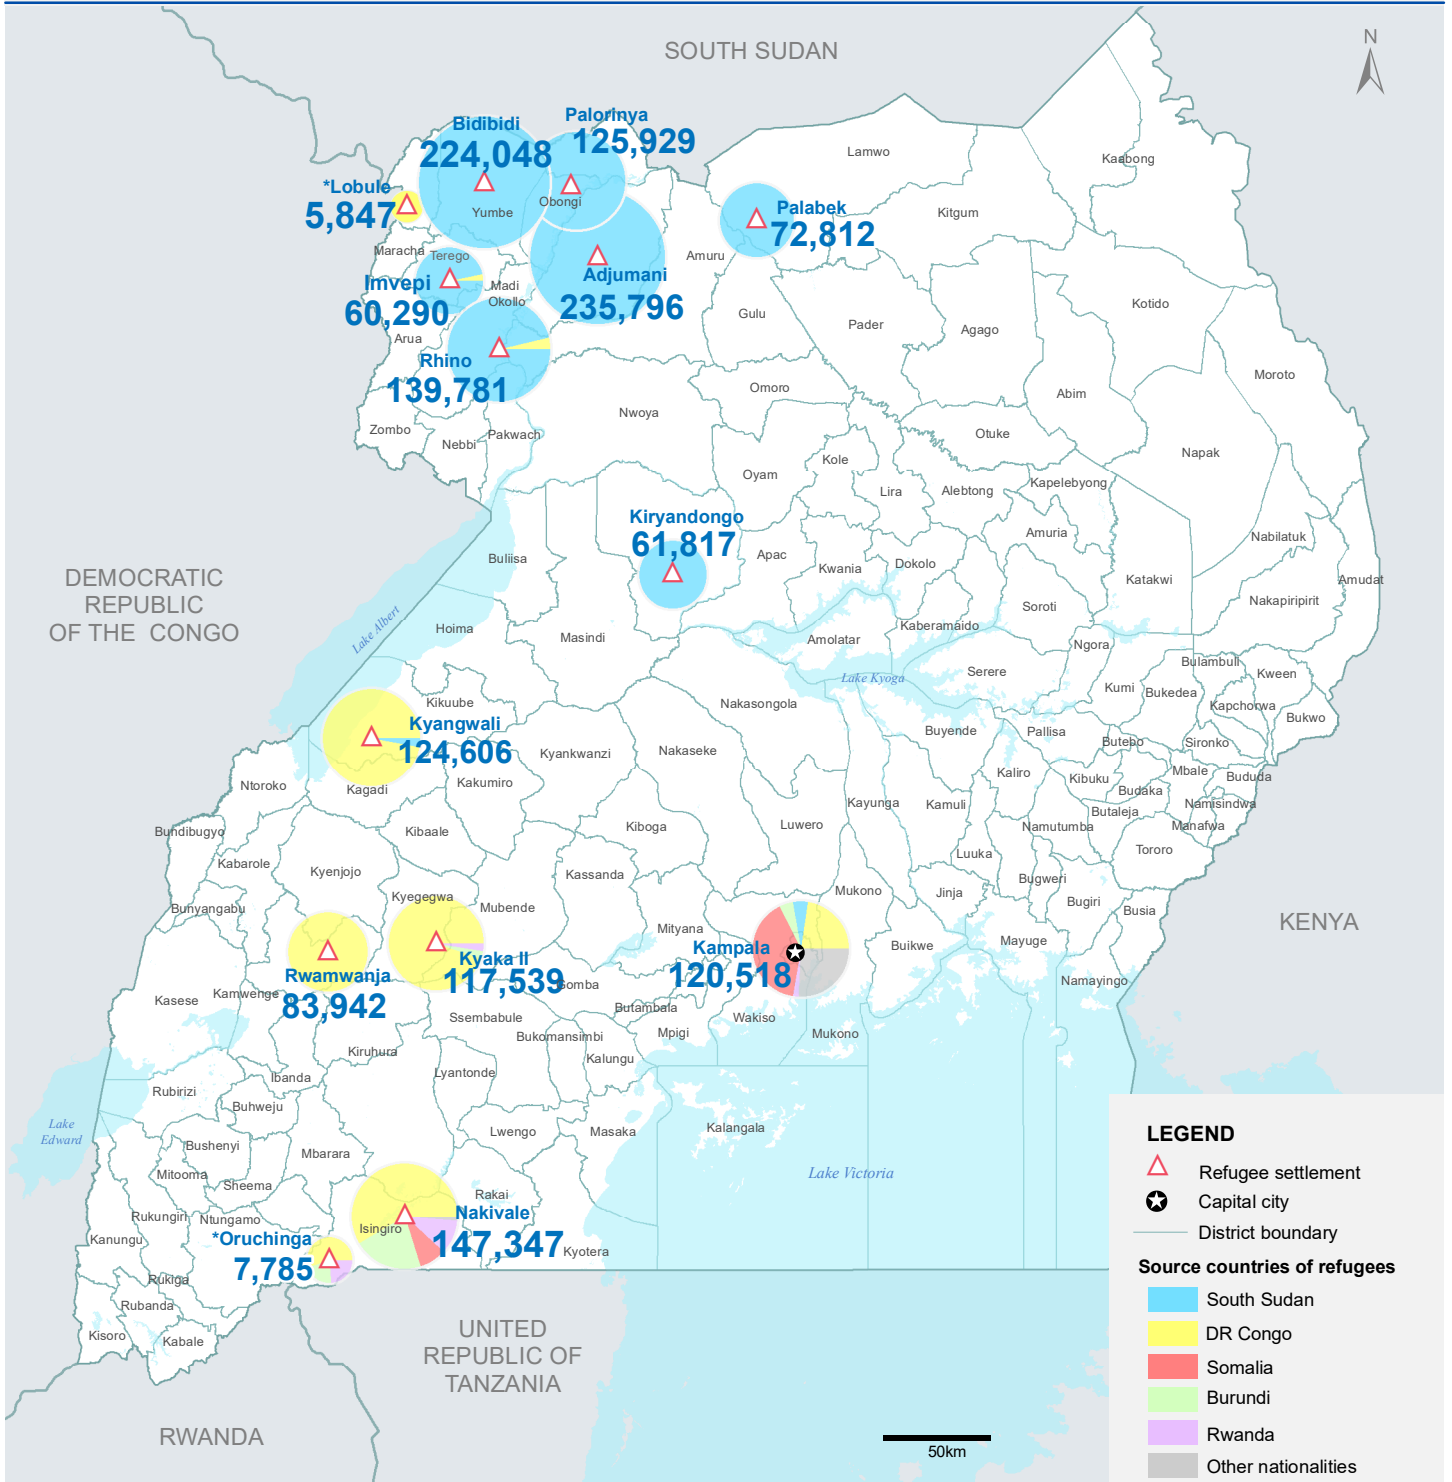 SOUTH SUDAN
N
Bidibidi
224,048
Palorinya
125,929
Lamwo
Kaabong
*Lobule
5,847
Yumbe
Obongi
Palabek
72,812
Kitgum
Maracha
Terego
Imvepi
60,290
Madi
Okollo
Adjumani
235,796
Amuru
Gulu
Pader
Agago
Kotido
Arua
Rhino
139,781
Omoro
Abim
Moroto
Zombo
Nebbi
Pakwach
Nwoya
Otuke
Napak
Oyam
Kole
Lira
Alebtong
Kapelebyong
Kiryandongo
61,817
Amuria
Nabilatuk
Buliisa
Apac
Kwania
Dokolo
Katakwi
Amudat
DEMOCRATIC
REPUBLIC
OF THE CONGO
Nakapiripirit
Lake Albert
Hoima
Masindi
Amolatar
Kaberamaido
Soroti
Ngora
Lake Kyoga
Serere
Bulambuli
Kween
Kumi
Bukedea
Kapchorwa
Bukwo
Kikuube
Kyangwali
124,606
Nakasongola
Buyende
Pallisa
Butebo
Sironko
Kyankwanzi
Nakaseke
Kagadi
Kakumiro
Ntoroko
Kaliro
Kibuku
Mbale
Bududa
Budaka
Kayunga
Kamuli
Butaleja
Namisindwa
Bundibugyo
Kibaale
Kiboga
Luwero
Namutumba
Manafwa
Kabarole
Kyenjojo
Kassanda
Luuka
Tororo
Bugweri
Kyegegwa
Mubende
Mukono
Jinja
Bugiri
Busia
Bunyangabu
Mityana
KENYA
Kampala
120,518
Buikwe
Mayuge
Rwamwanja
83,942
Kyaka II
117,539
Gomba
Namayingo
Kasese
Kamwenge
Butambala
Wakiso
Ssembabule
Bukomansimbi
Mpigi
Mukono
Kiruhura
Kalungu
Ibanda
Lyantonde
Rubirizi
Buhweju
Lake
Edward
Bushenyi
Mbarara
Lwengo
Masaka
Kalangala
Mitooma
Sheema
Lake Victoria
Rakai
Rukungiri
Ntungamo
Isingiro
Nakivale
147,347
Kanungu
*Oruchinga
7,785
Kyotera
Rukiga
Rubanda
Kisoro
Kabale
UNITED
REPUBLIC OF
TANZANIA
RWANDA
50km
LEGEND
Refugee settlement
Capital city
District boundary
Source countries of refugees
South Sudan
DR Congo
Somalia
Burundi
Rwanda
Other nationalities